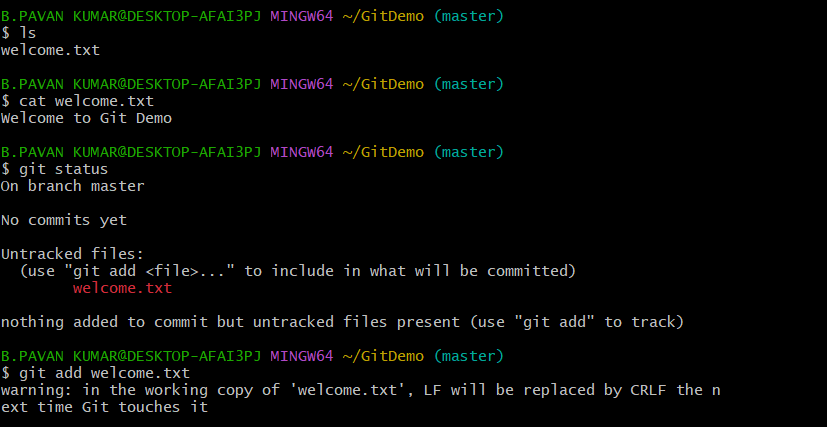 B.PAVAN KUMAR@DESKTOP-AFAI3PJ MINGW64 ~/GitDemo (master)
$ ls
welcome.txt
B.PAVAN KUMAR@DESKTOP-AFAI3PJ MINGW64 ~/GitDemo (master)
$ cat welcome.txt
Welcome to Git Demo
B.PAVAN KUMAR@DESKTOP-AFAI3PJ MINGW64 ~/GitDemo (master)
$ git status
On branch master
No commits yet
Untracked files:
  (use "git add <file>..." to include in what will be committed)
        welcome.txt
nothing added to commit but untracked files present (use "git add" to track)
B.PAVAN KUMAR@DESKTOP-AFAI3PJ MINGW64 ~/GitDemo (master)
$ git add welcome.txt
warning: in the working copy of 'welcome.txt', LF will be replaced by CRLF the n
ext time Git touches it